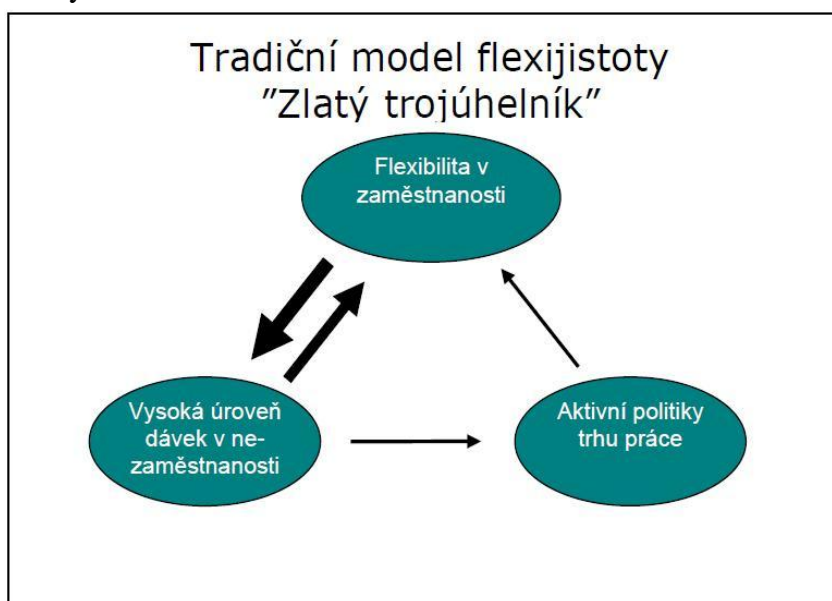 Tradiční model flexijistoty
”Zlatý trojúhelník”
Flexibilita v
zaměstnanosti
Vysoká úroveň
dávek v ne-
zaměstnanosti
Aktivní politiky
trhu práce